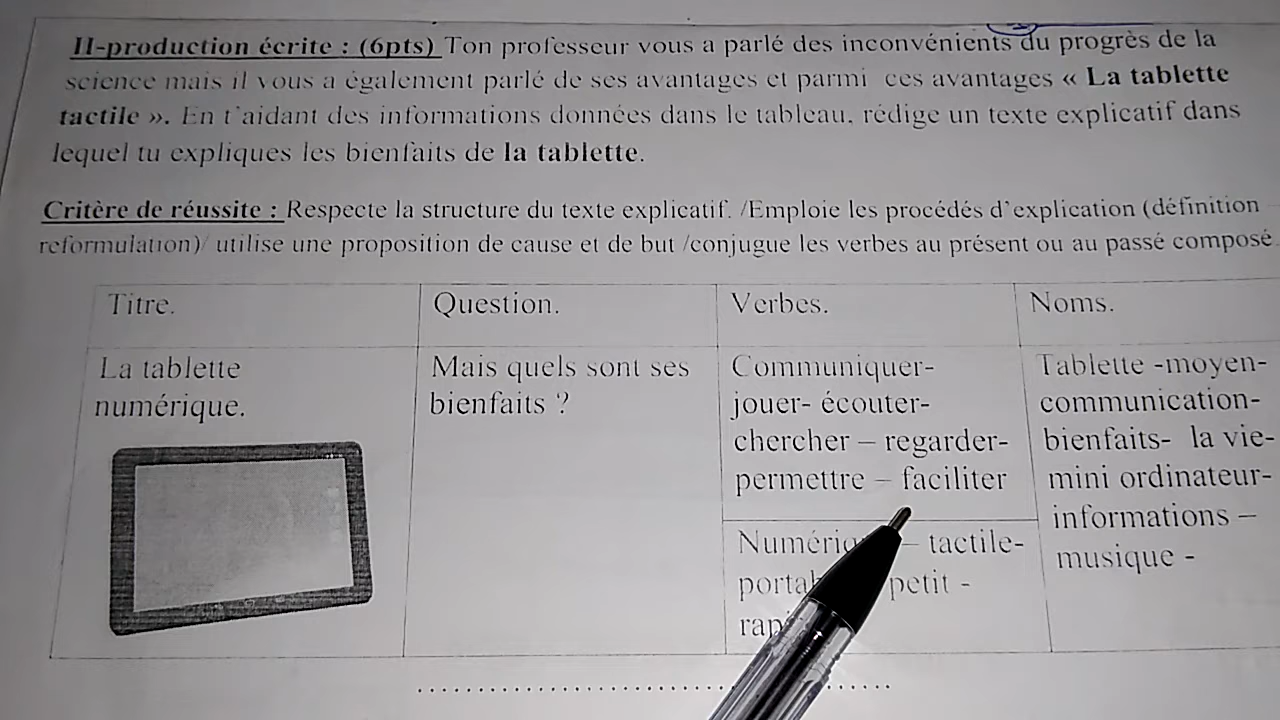 II-production écrite : (6pts) Ton professeur vous a parlé des inconvénients du progrès de la
science mais il vous a également parlé de ses avantages et parmi ces avantages « La tablette
tactile ». En t'aidant des informations données dans le tableau, rédige un texte explicatif dans
lequel tu expliques les bienfaits de la tablette.
Critère de réussite : Respecte la structure du texte explicatif. /Emploie les procédés d'explication (définition
reformulation)/ utilise une proposition de cause et de but /conjugue les verbes au présent ou au passé composé
Titre.
Question.
Verbes.
Noms.
La tablette
numérique.
Mais quels sont ses
bienfaits ?
Communiquer-
jouer- écouter-
chercher – regarder-
permettre – faciliter
– tactile-
petit -
Tablette -moyen-
communication-
bienfaits- la vie-
mini ordinateur-
informations –
musique -